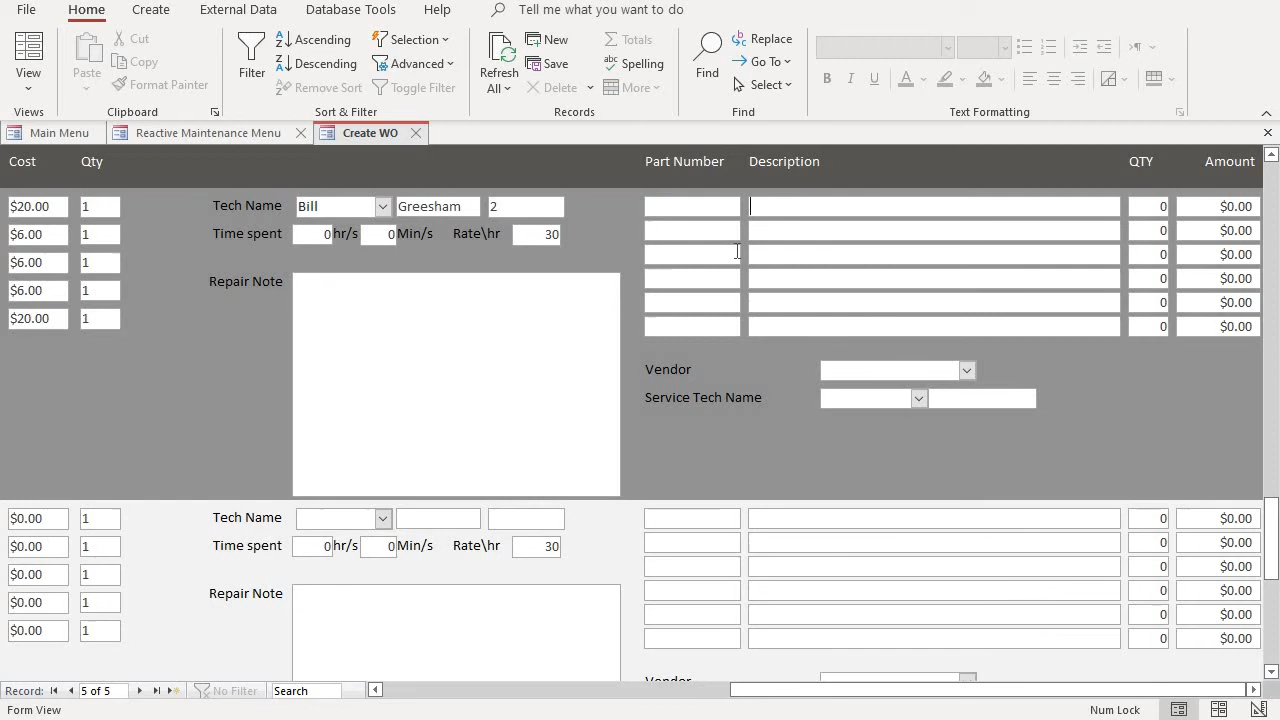 File Home Create External Data Database Tools Help Tell me what you want to do
View
Views
Paste
Cut
Copy
Format Painter
Clipboard
Filter
Ascending
Descending
Remove Sort
Selection
Advanced
Toggle Filter
Sort & Filter
Refresh
All
New
Save
Delete
Totals
Spelling
More
Records
Find
Replace
Go To
Select
Find
B I U A
Text Formatting
Main Menu Reactive Maintenance Menu Create WO
Cost Qty Part Number Description QTY Amount
$20.00 1 Tech Name Bill Greesham 2 0 $0.00
$6.00 1 Time spent 0 hr/s 0 Min/s Rate\hr 30 0 $0.00
$6.00 1 0 $0.00
$6.00 1 Repair Note 0 $0.00
$20.00 1 0 $0.00
0 $0.00
Vendor
Service Tech Name
$0.00 1 Tech Name 0 $0.00
$0.00 1 Time spent 0 hr/s 0 Min/s Rate\hr 30 0 $0.00
$0.00 1 0 $0.00
$0.00 1 Repair Note 0 $0.00
$0.00 1 0 $0.00
0 $0.00
Vendor
Record: 5 of 5 No Filter Search
Form View Num Lock